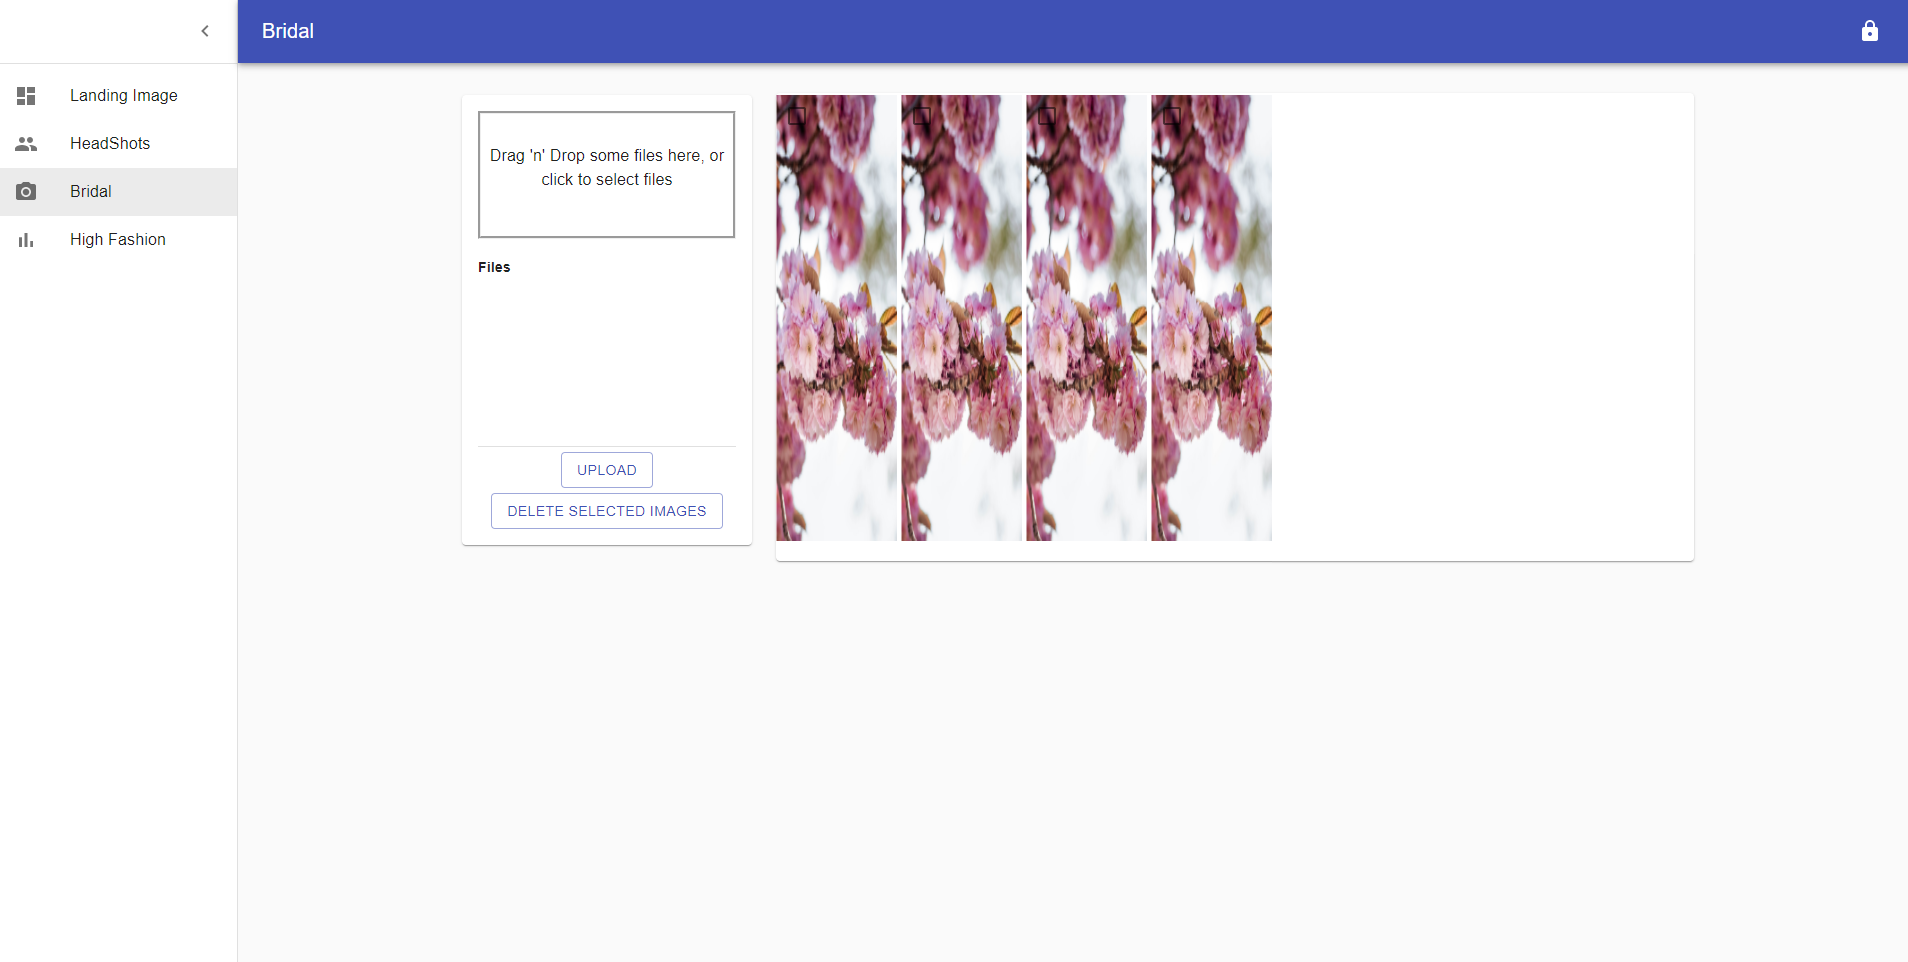 Bridal
Landing Image
HeadShots
Bridal
High Fashion
Drag 'n' Drop some files here, or
click to select files
Files
UPLOAD
DELETE SELECTED IMAGES